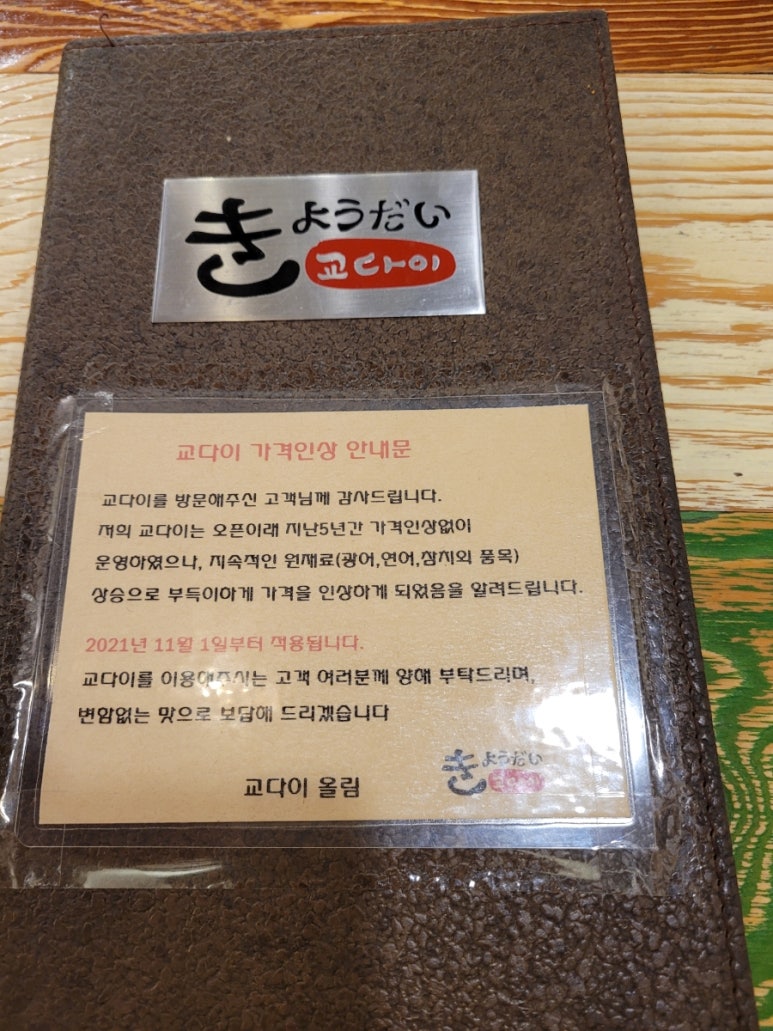 きょうだい
교다이
교다이 가격인상 안내문
교다이를 방문해주신 고객님께 감사드립니다.
저의 교다이는 오픈이래 지난5년간 가격인상없이
운영하였으나, 지속적인 원재료(광어,연어,참치외 품목)
상승으로 부득이하게 가격을 인상하게 되었음을 알려드립니다.
2021년 11월 1일부터 적용됩니다.
교다이를 이용해주시는 고객 여러분께 양해 부탁드리며,
변함없는 맛으로 보답해 드리겠습니다
교다이 올림
きょうだい
교다이